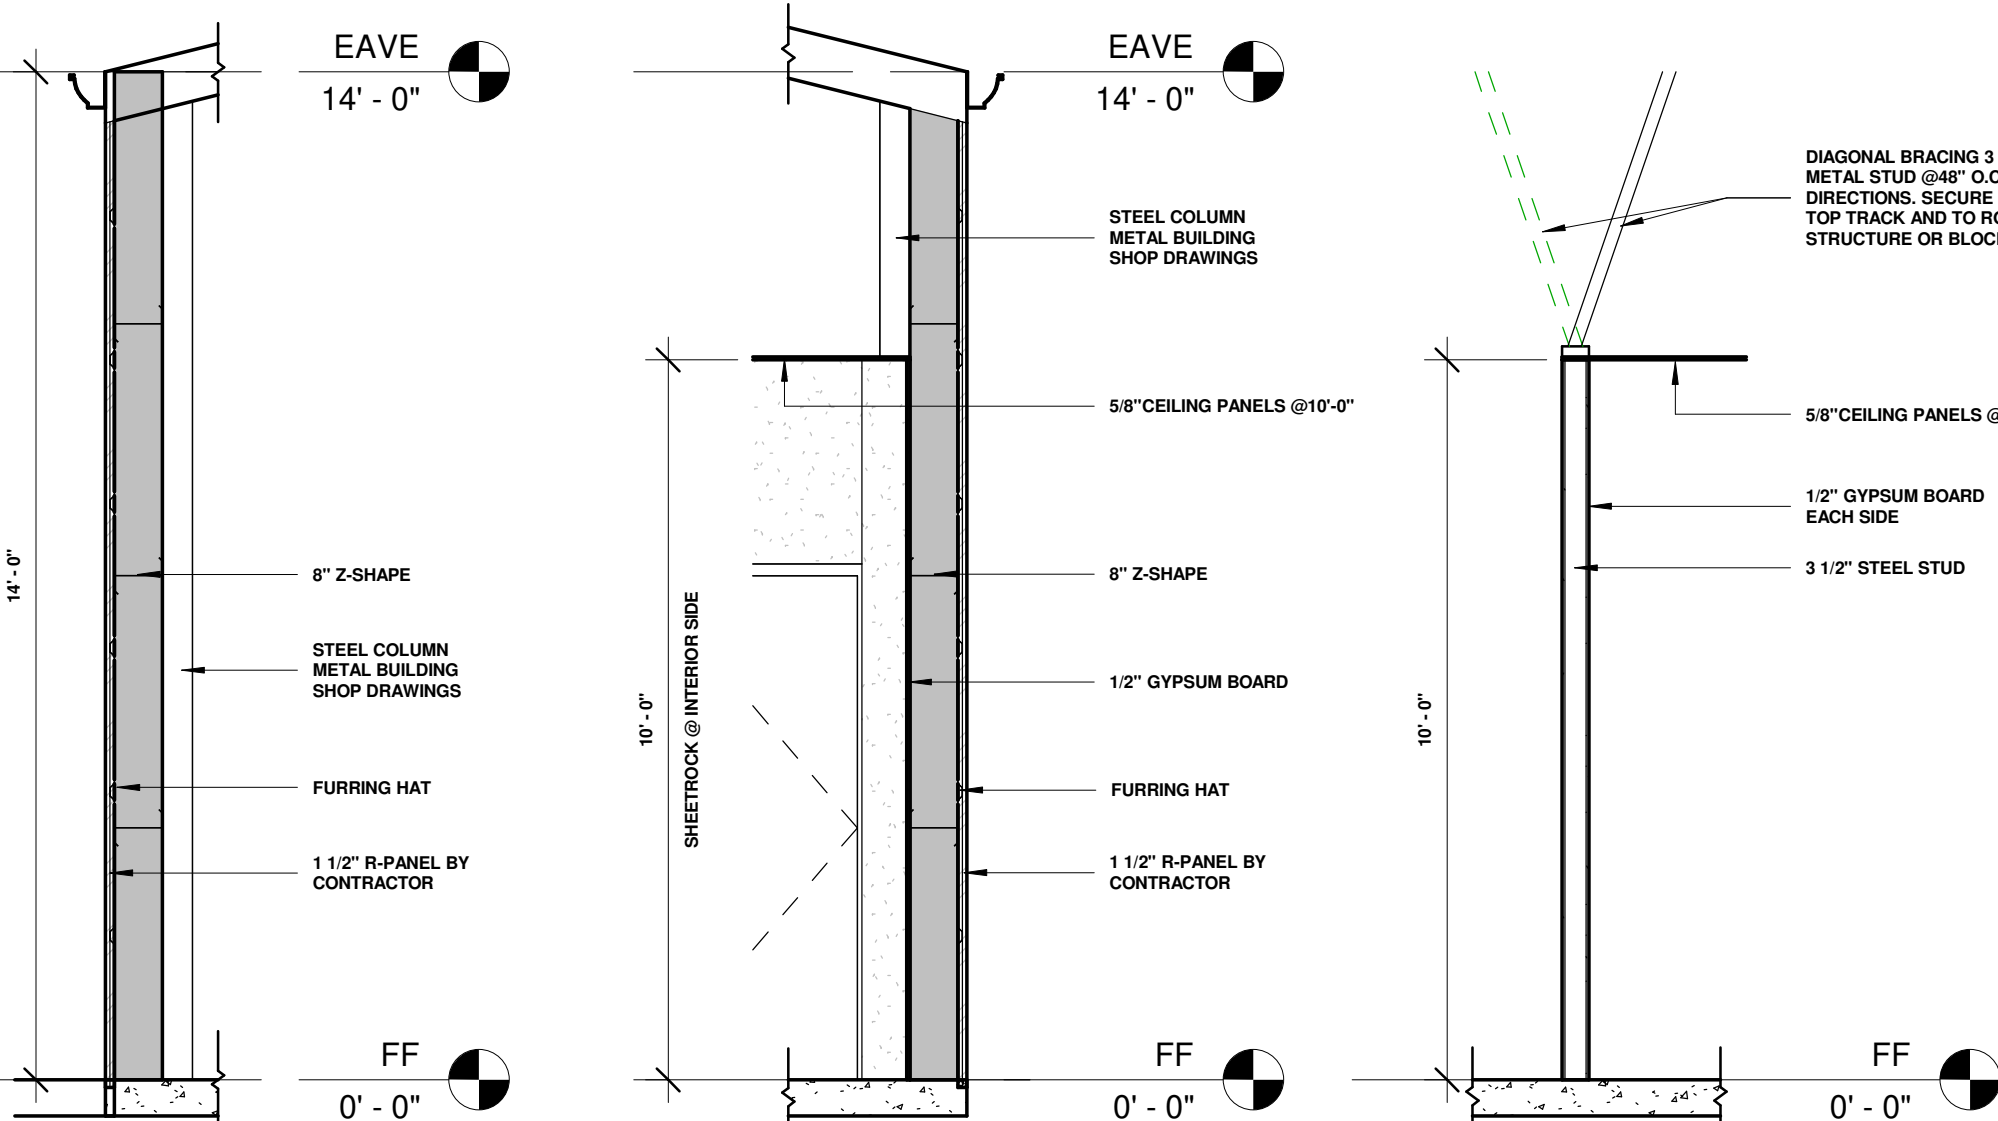 EAVE
14' - 0"
14' - 0"
8" Z-SHAPE
STEEL COLUMN
METAL BUILDING
SHOP DRAWINGS
FURRING HAT
1 1/2" R-PANEL BY
CONTRACTOR
FF
0' - 0"
EAVE
14' - 0"
STEEL COLUMN
METAL BUILDING
SHOP DRAWINGS
5/8"CEILING PANELS @10'-0"
10' - 0"
SHEETROCK @ INTERIOR SIDE
8" Z-SHAPE
1/2" GYPSUM BOARD
FURRING HAT
1 1/2" R-PANEL BY
CONTRACTOR
FF
0' - 0"
DIAGONAL BRACING 3
METAL STUD @48" O.C
DIRECTIONS. SECURE
TOP TRACK AND TO
STRUCTURE OR
5/8"CEILING PANELS @
1/2" GYPSUM BOARD
EACH SIDE
3 1/2" STEEL STUD
10' - 0"
FF
0' - 0"